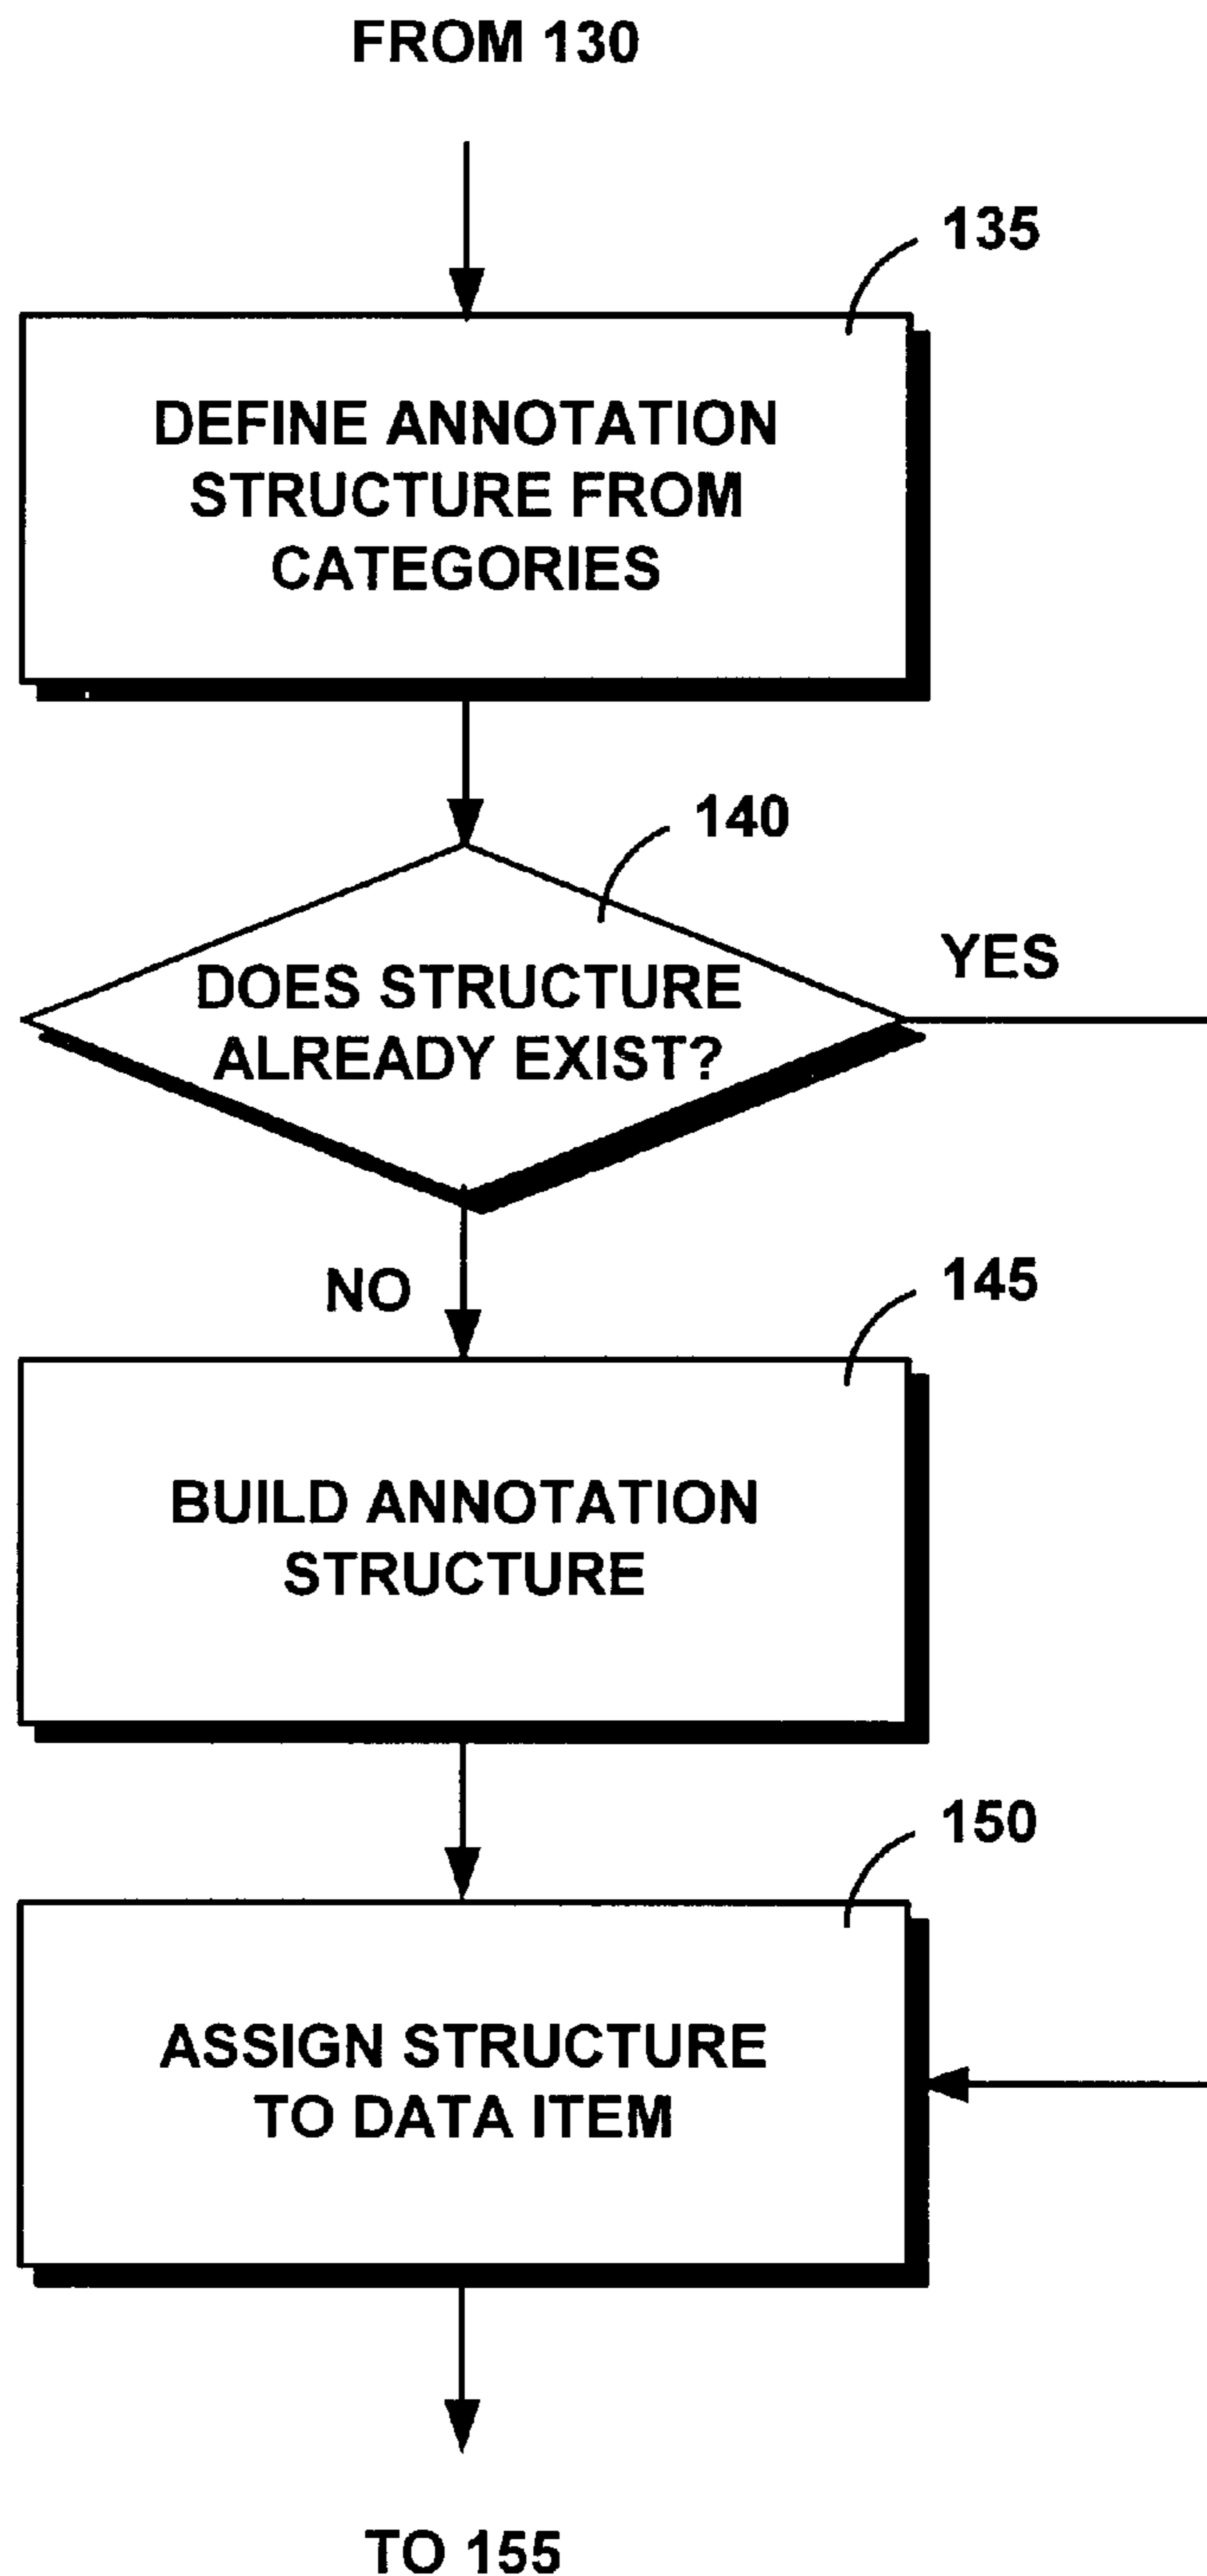 FROM 130
135
DEFINE ANNOTATION
STRUCTURE FROM
CATEGORIES
140
DOES STRUCTURE
ALREADY EXIST?
YES
NO
145
BUILD ANNOTATION
STRUCTURE
150
ASSIGN STRUCTURE
TO DATA ITEM
TO 155